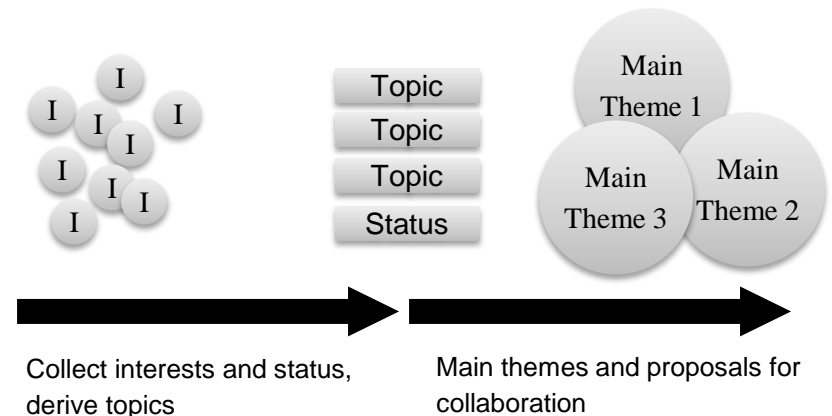 I
I
I
I
I
I
I
I
I
Topic
Topic
Topic
Status
Main
Theme 1
Main
Theme 3
Main
Theme 2
Collect interests and status,
derive topics
Main themes and proposals for
collaboration